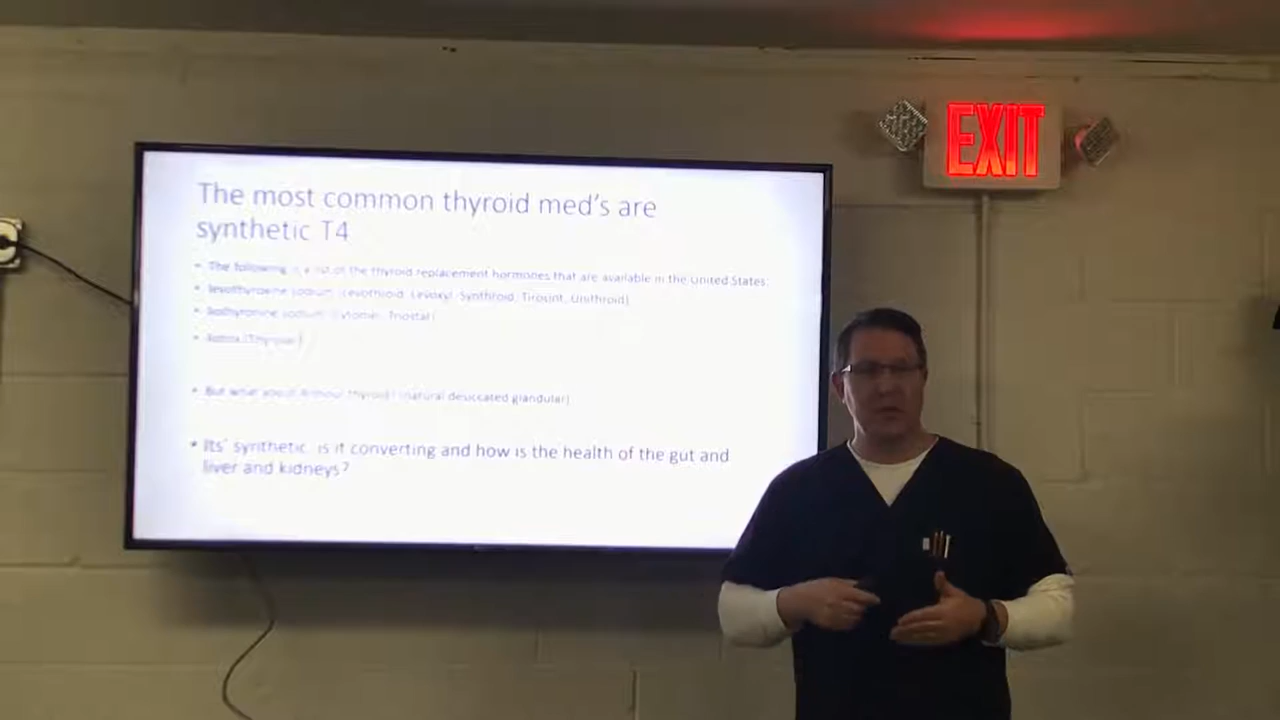 EXIT
The most common thyroid med's are
synthetic T4
• The following is a list of the thyroid replacement hormones that are available in the United States:
• levothyroxine sodium (Levothroid, Levoxyl, Synthroid, Tirosint, Unithroid)
• sodium
• But what about Armour thyroid? (natural desiccated glandular)
• Its' synthetic is it converting and how is the health of the gut and
liver and kidneys?